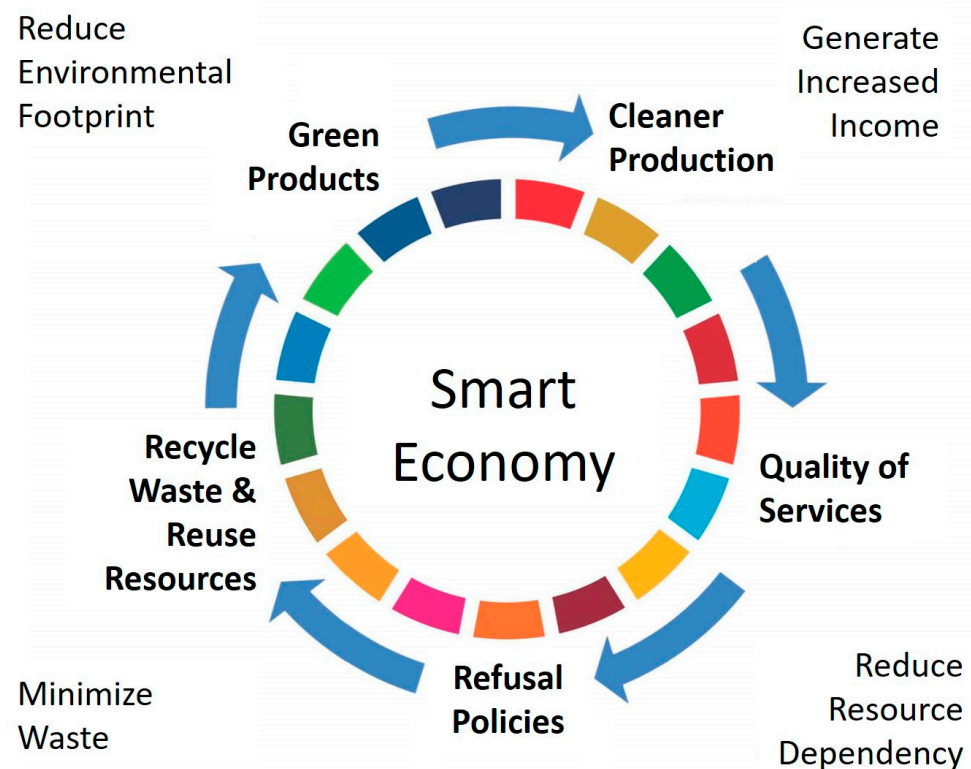 Reduce
Environmental
Footprint
Generate
Increased
Income
Green
Products
Cleaner
Production
Smart
Economy
Quality of
Services
Recycle
Waste &
Reuse
Resources
Refusal
Policies
Minimize
Waste
Reduce
Resource
Dependency